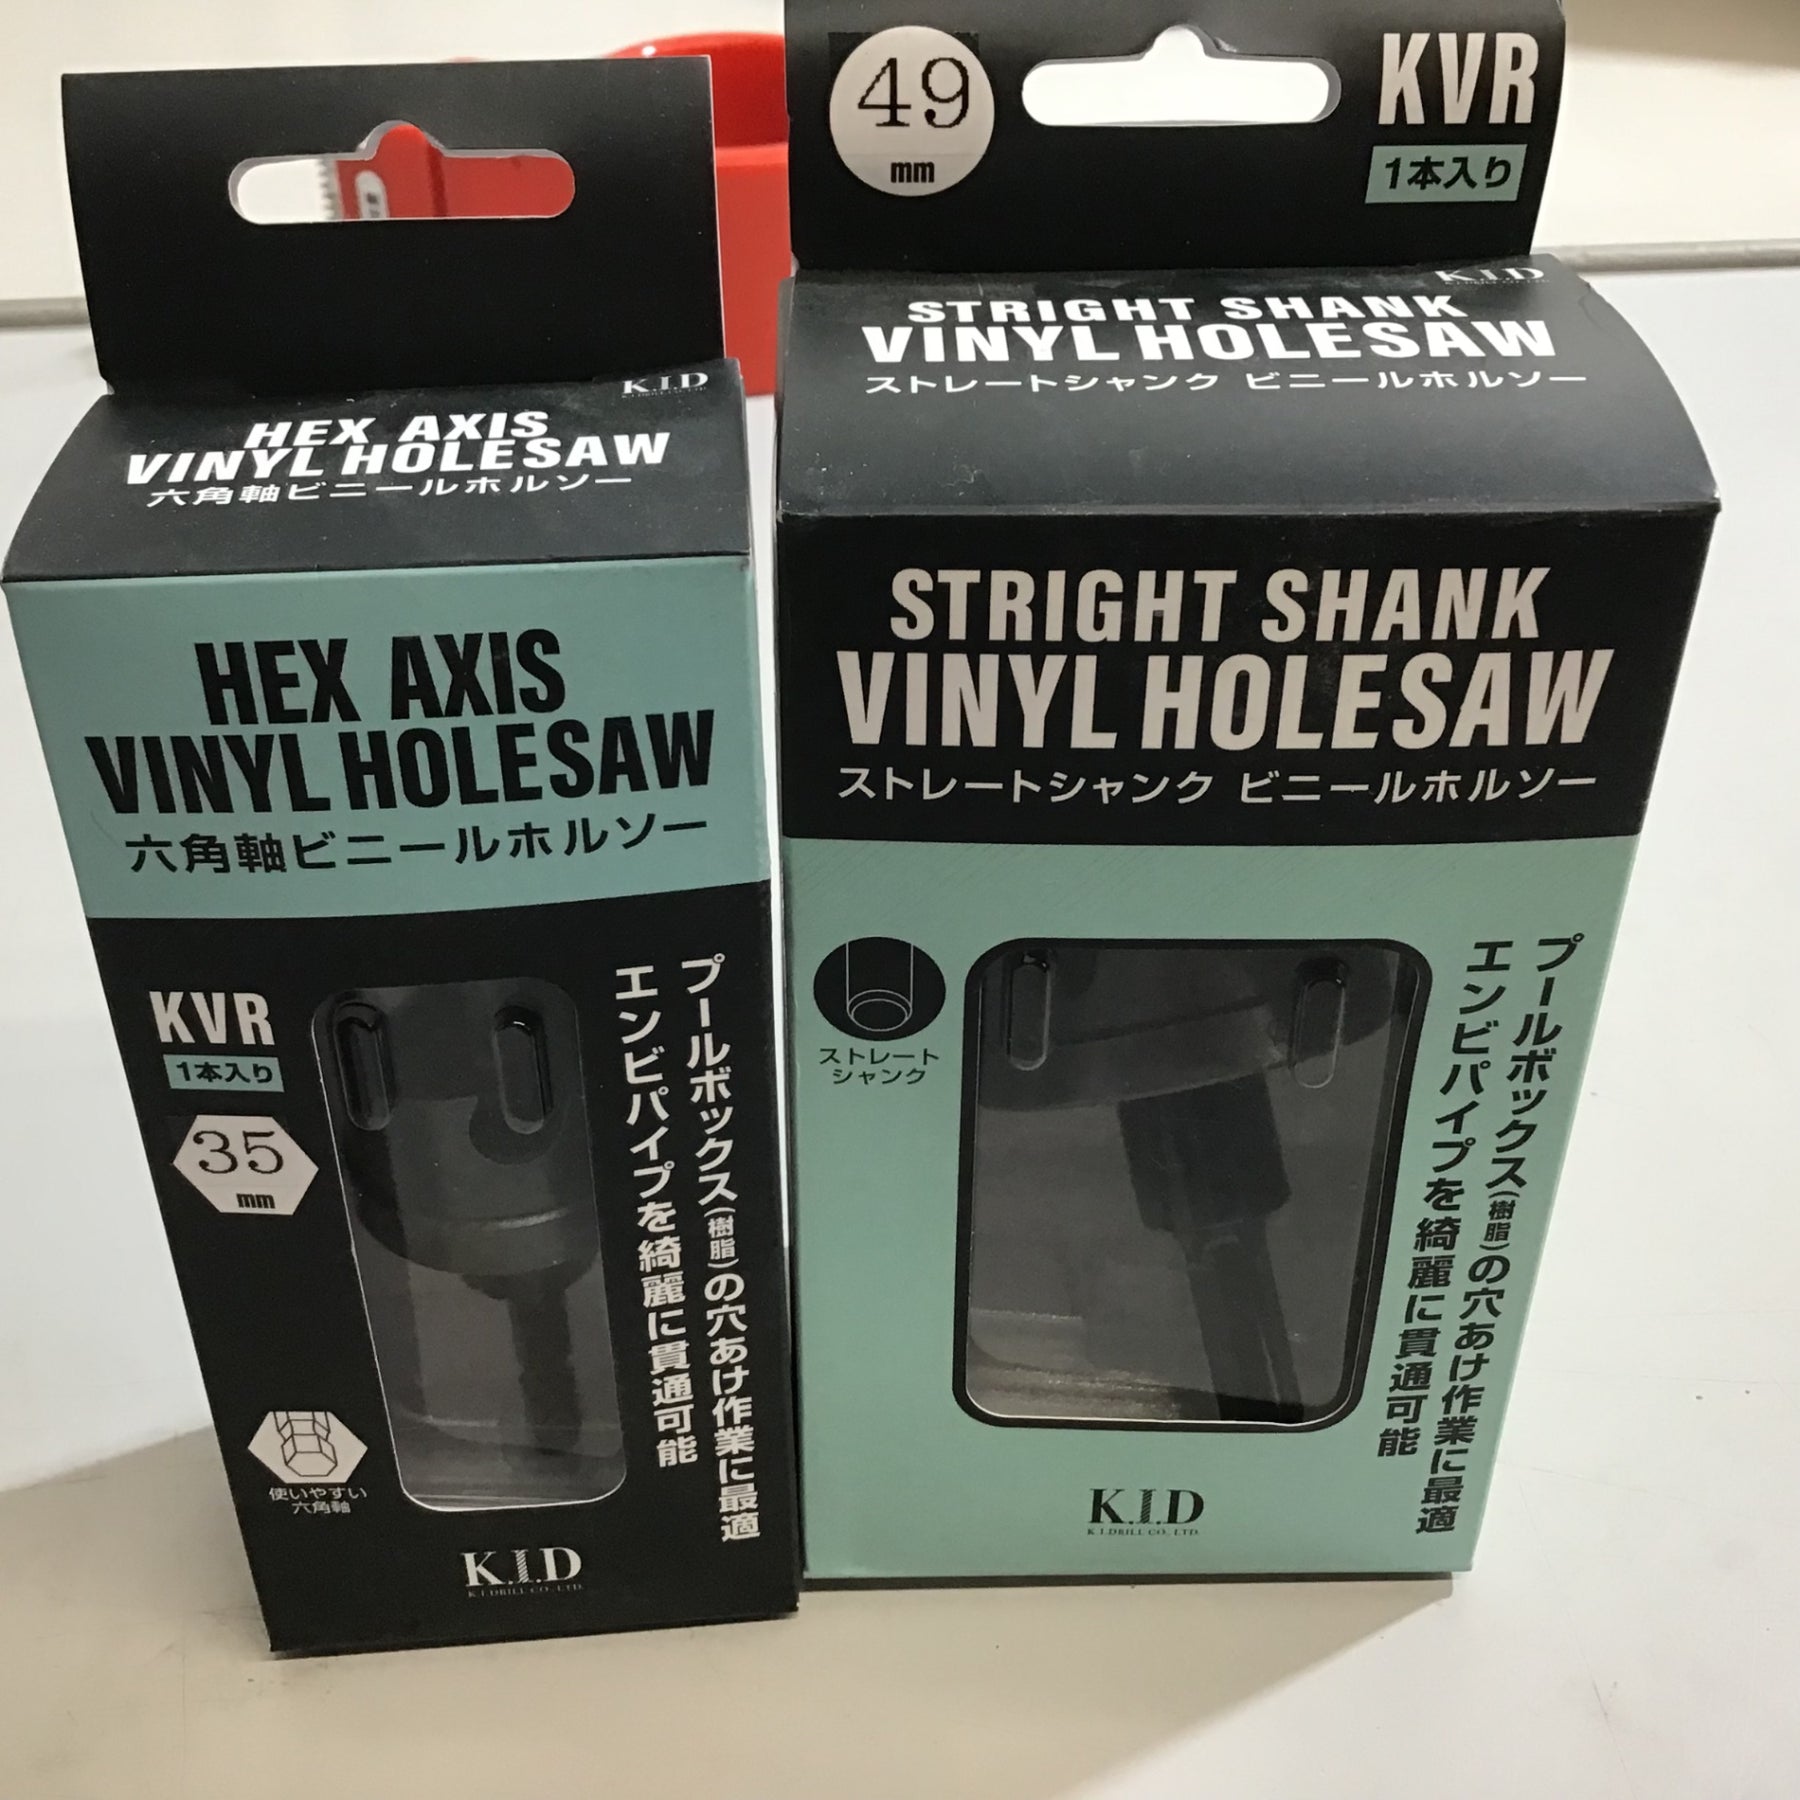 K.I.D
HEX AXIS
VINYL HOLESAW
六角軸ビニールホルソー
HEX AXIS
VINYL HOLESAW
六角軸ビニールホルソー
KVR
1本入り
35
mm
プールボックス(樹脂)の穴あけ作業に最適
エンビパイプを綺麗に貫通可能
使いやすい
六角軸
K.I.D
K.I.DRILL CO., LTD.
49
mm
KVR
1本入り
K.I.D
STRIGHT SHANK
VINYL HOLESAW
ストレートシャンク ビニールホルソー
STRIGHT SHANK
VINYL HOLESAW
ストレートシャンク ビニールホルソー
ストレート
シャンク
プールボックス(樹脂)の穴あけ作業に最適
エンビパイプを綺麗に貫通可能
K.I.D
K.I.DRILL CO., LTD.